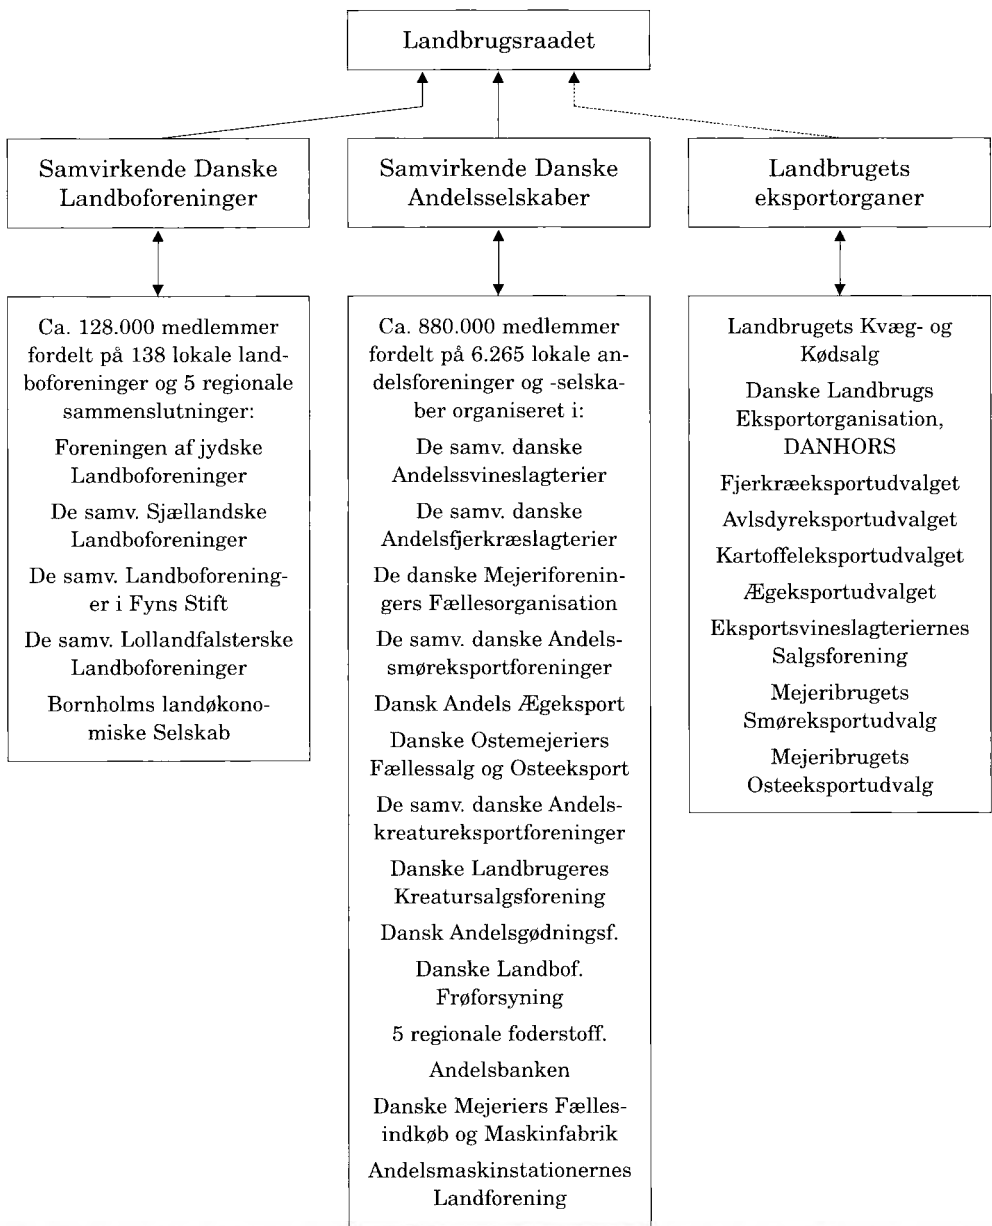 Landbrugsraadet
Samvirkende Danske
Landboforeninger
Samvirkende Danske
Andelsselskaber
Landbrugets
eksportorganer
Ca. 128.000 medlemmer
fordelt på 138 lokale land-
boforeninger og 5 regionale
sammenslutninger:
Foreningen af jydske
Landboforeninger
De samv. Sjællandske
Landboforeninger
De samv. Landboforening-
er i Fyns Stift
De samv. Lollandfalsterske
Landboforeninger
Bornholms landøkono-
miske Selskab
Ca. 880.000 medlemmer
fordelt på 6.265 lokale an-
delsforeninger og -selska-
ber organiseret i:
De samv. danske
Andelssvineslagterier
De samv. danske
Andelsfjerkræslagterier
De danske Mejeriforenin-
gers Fællesorganisation
De samv. danske Andels-
smøreksportforeninger
Dansk Andels Ægeksport
Danske Ostemejeriers
Fællessalg og Osteeksport
De samv. danske Andels-
kreatureksportforeninger
Danske Landbrugeres
Kreatursalgsforening
Dansk Andelsgødningsf.
Danske Landbof.
Frøforsyning
5 regionale foderstoff.
Andelsbanken
Danske Mejeriers Fælles-
indkøb og Maskinfabrik
Andelsmaskinstationernes
Landforening
Landbrugets Kvæg- og
Kødsalg
Danske Landbrugs
Eksportorganisation,
DANHORS
Fjerkræeksportudvalget
Avlsdyreksportudvalget
Kartoffeleksportudvalget
Ægeksportudvalget
Eksportsvineslagteriernes
Salgsforening
Mejeribrugets
Smøreksportudvalg
Mejeribrugets
Osteeksportudvalg